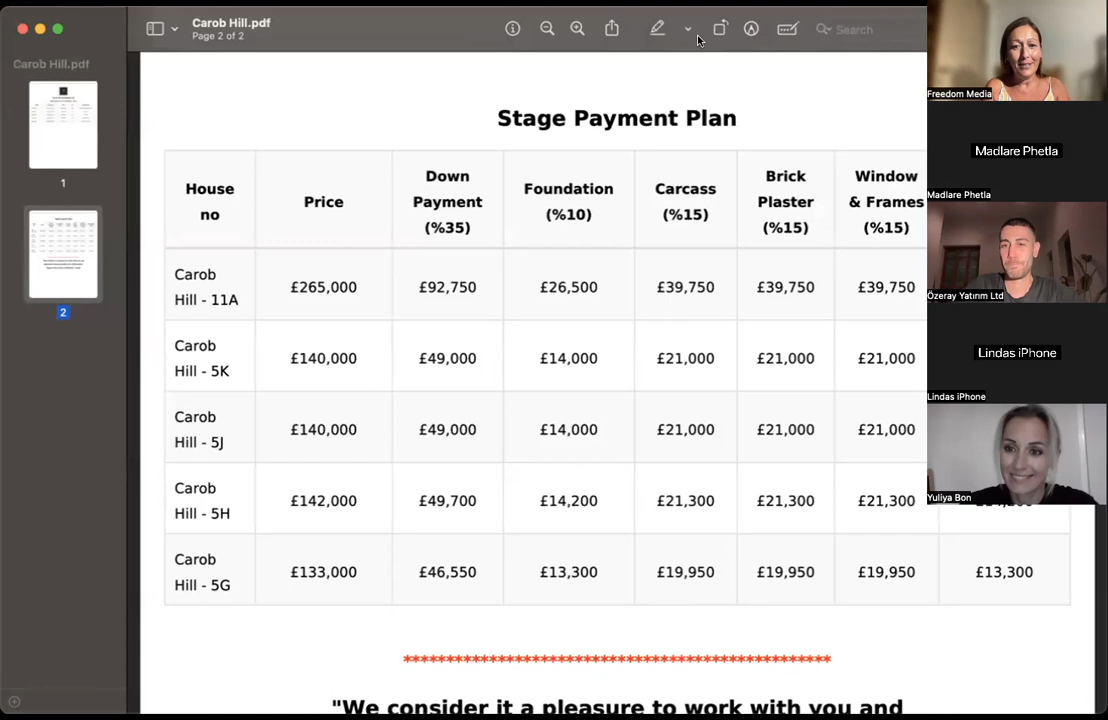 Carob Hill.pdf
Page 2 of 2
Search
Carob Hill.pdf
1
2
Stage Payment Plan
House no
Price
Down Payment (%35)
Foundation (%10)
Carcass (%15)
Brick Plaster (%15)
Window & Frames (%15)
Carob Hill - 11A £265,000 £92,750 £26,500 £39,750 £39,750 £39,750
Carob Hill - 5K £140,000 £49,000 £14,000 £21,000 £21,000 £21,000
Carob Hill - 5J £140,000 £49,000 £14,000 £21,000 £21,000 £21,000
Carob Hill - 5H £142,000 £49,700 £14,200 £21,300 £21,300 £21,300
Carob Hill - 5G £133,000 £46,550 £13,300 £19,950 £19,950 £19,950 £13,300
**************************************************
"We consider it a pleasure to work with you and
Freedom Media
Madlare Phetla
Madlare Phetla
Özeray Yatırım Ltd
Lindas iPhone
Lindas iPhone
Yuliya Bon